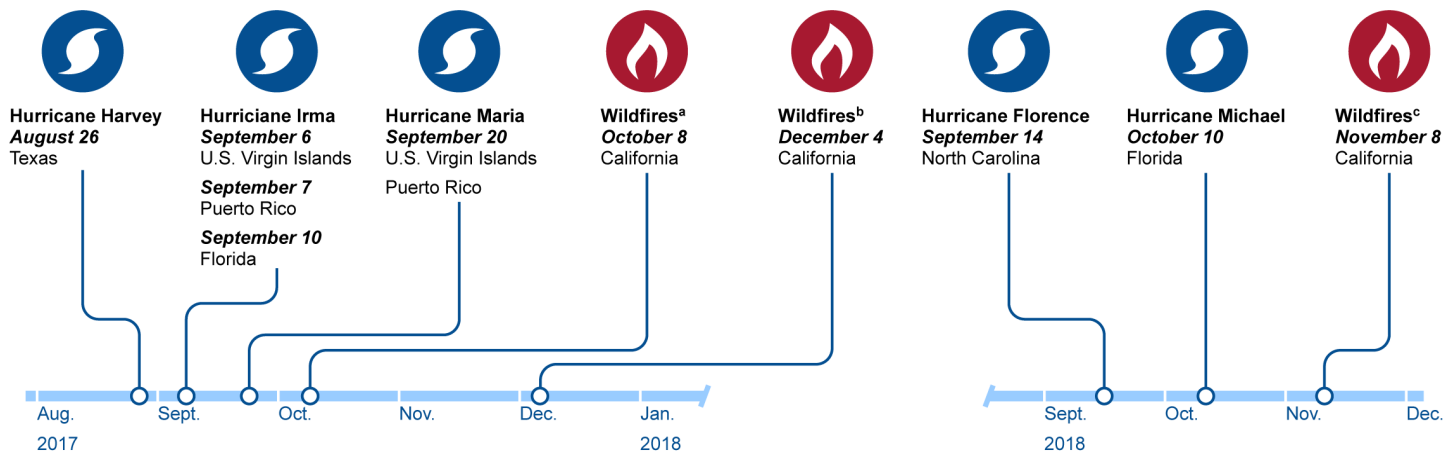 Hurricane Harvey
August 26
Texas
Hurriciane Irma
September 6
U.S. Virgin Islands
September 7
Puerto Rico
September 10
Florida
Hurricane Maria
September 20
U.S. Virgin Islands
Puerto Rico
Wildfiresᵃ
October 8
California
Wildfiresᵇ
December 4
California
Hurricane Florence
September 14
North Carolina
Hurricane Michael
October 10
Florida
Wildfiresᶜ
November 8
California
Aug.
Sept.
Oct.
Nov.
Dec.
Jan.
2017
2018
Sept.
Oct.
Nov.
Dec.
2018